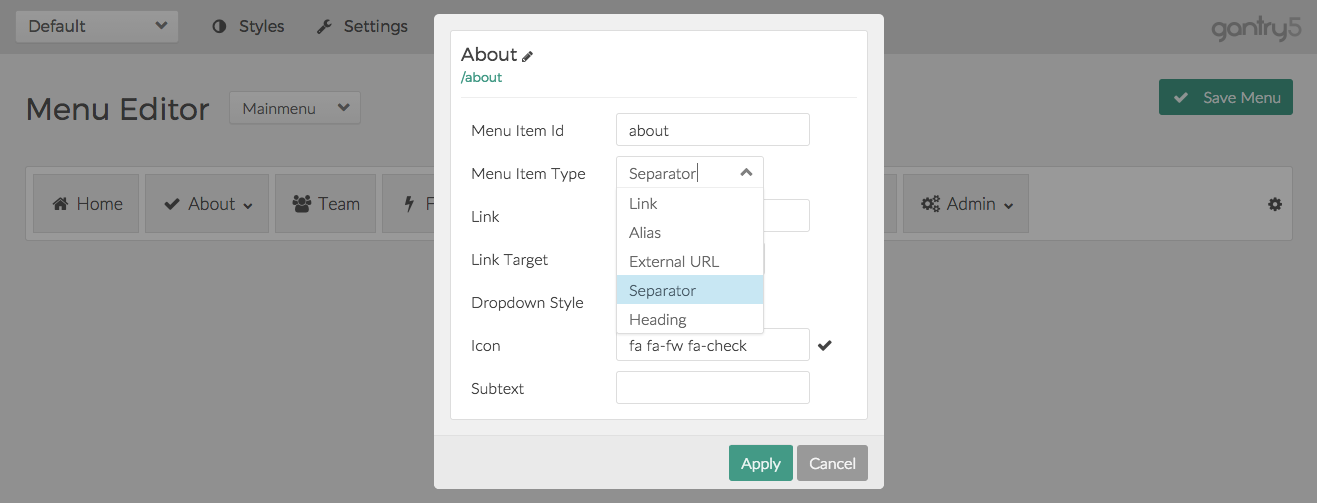 Default
Styles
Settings
gantry5
Menu Editor
Mainmenu
Save Menu
Home
About
Team
F
Admin
About
/about
Menu Item Id
about
Menu Item Type
Separator
Link
Alias
External URL
Separator
Heading
Link
Link Target
Dropdown Style
Icon
fa fa-fw fa-check
Subtext
Apply
Cancel